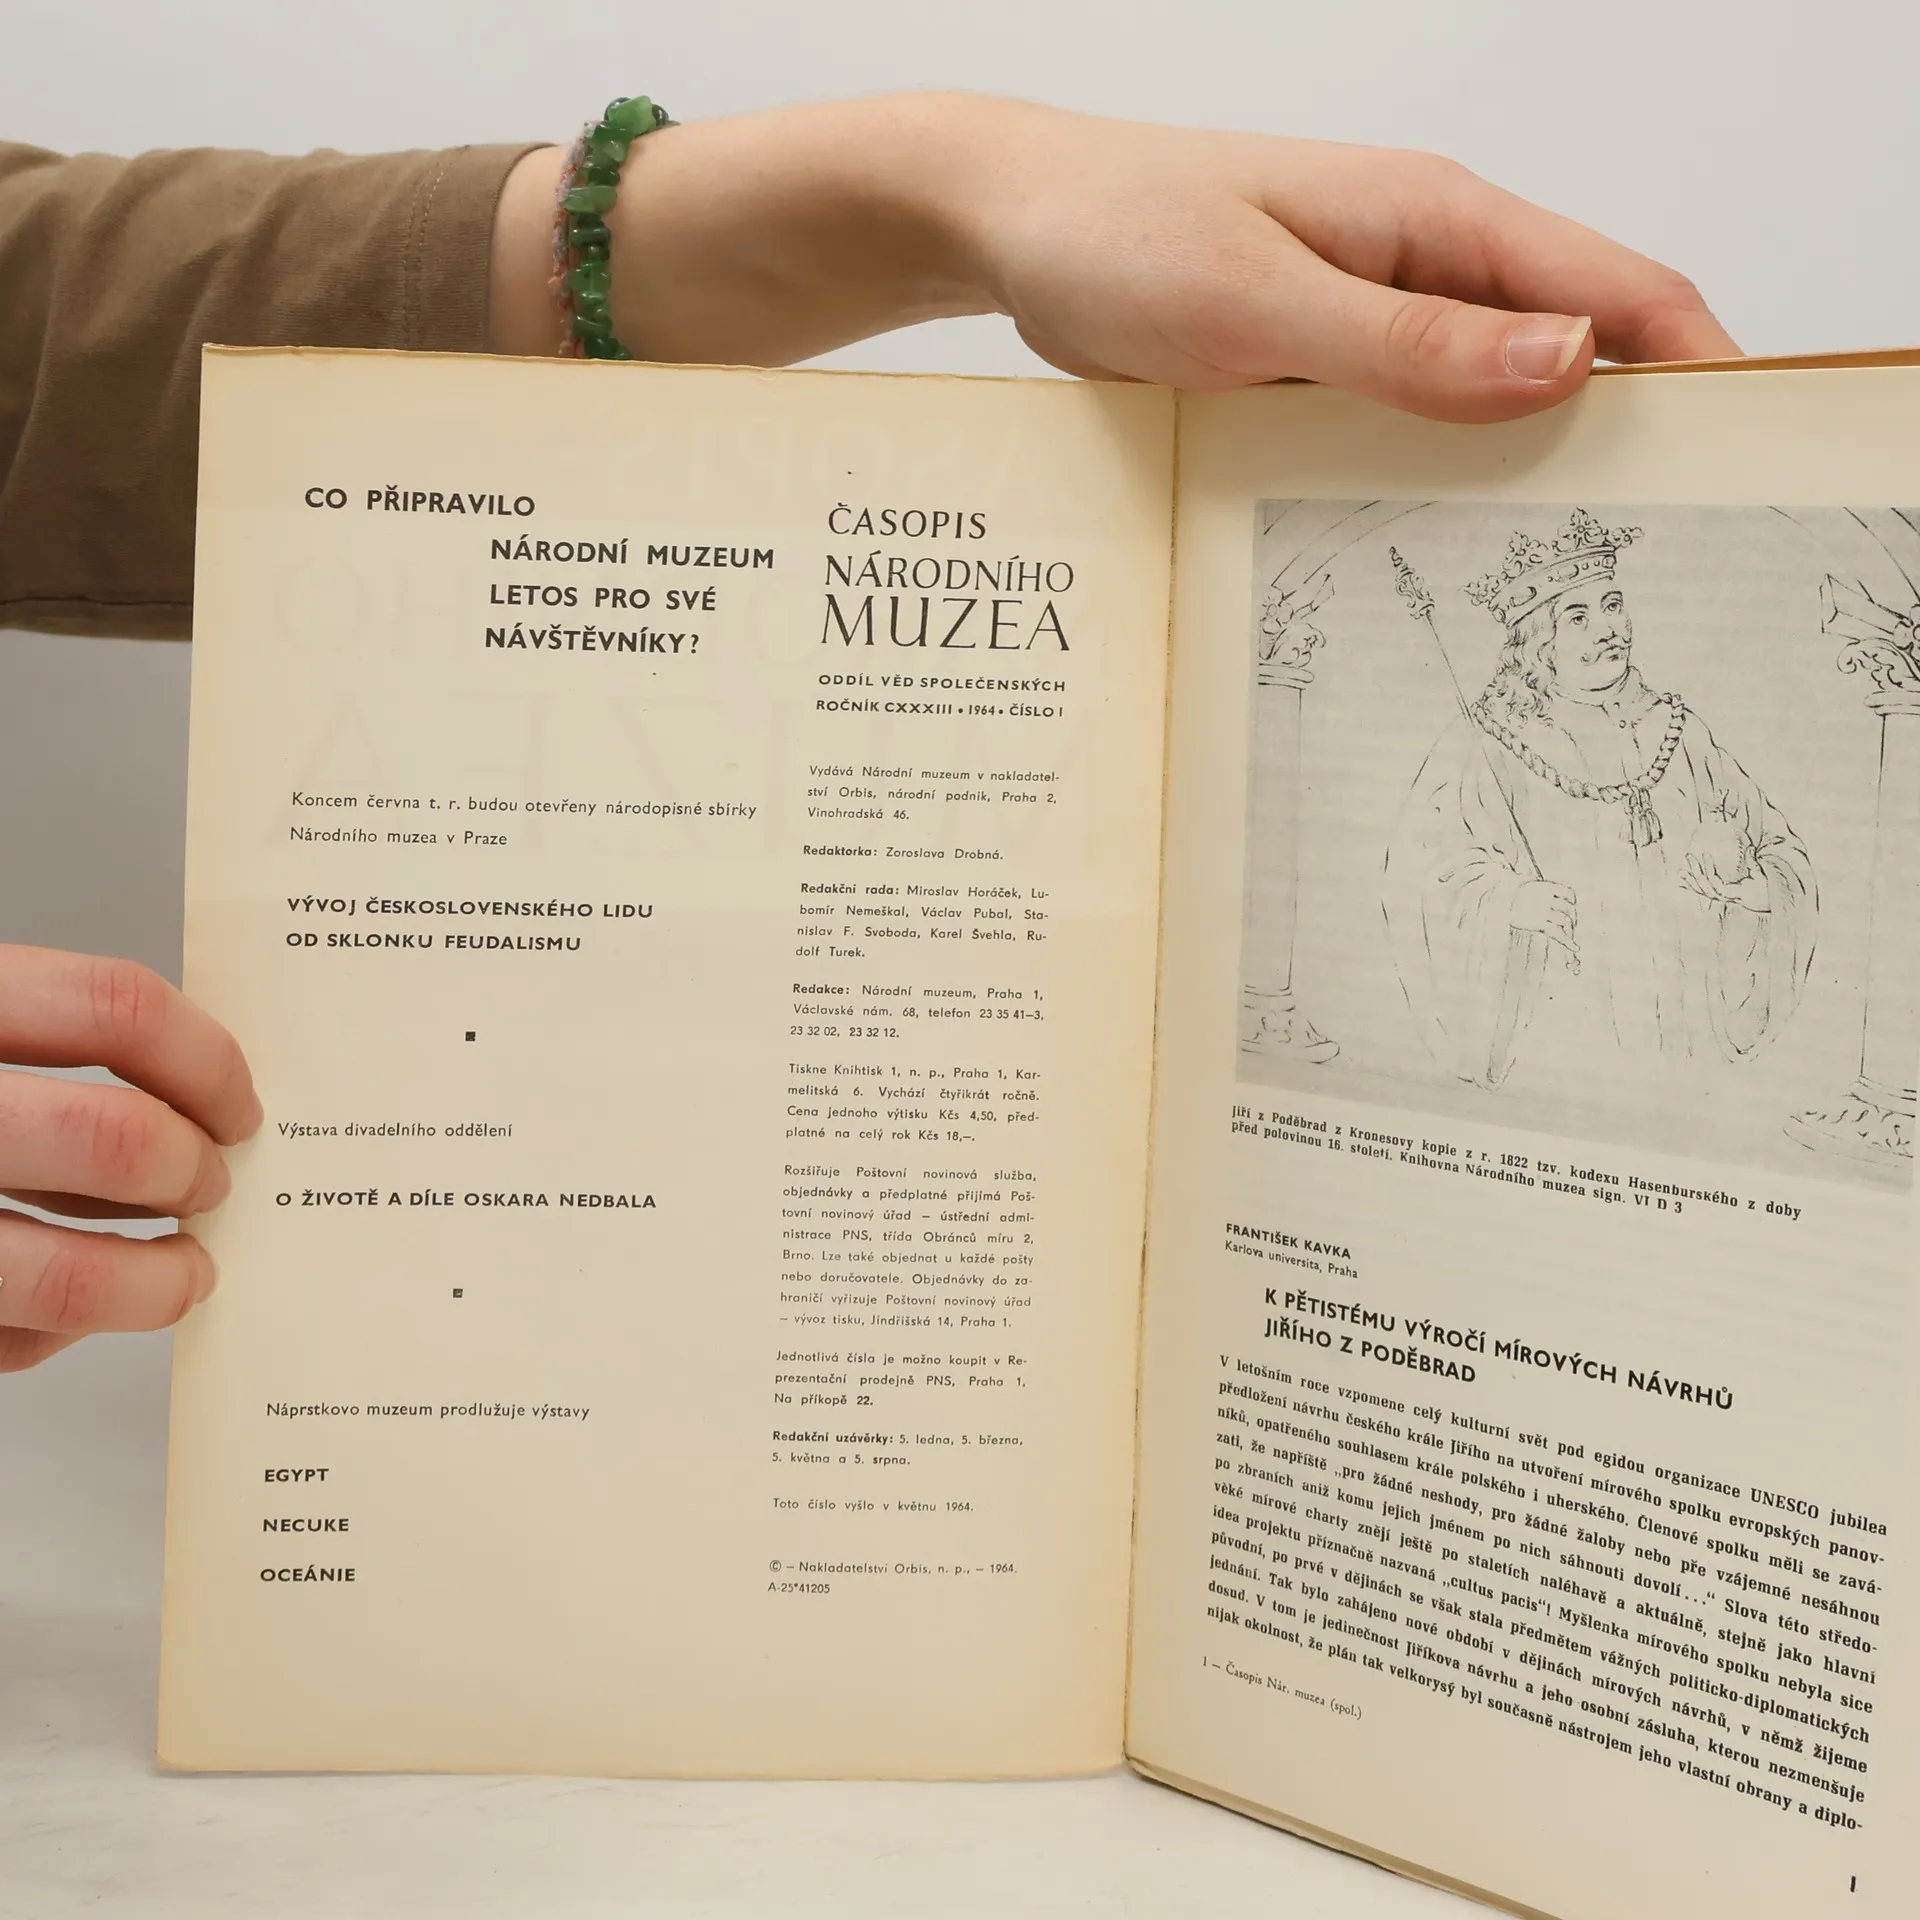 CO PŘIPRAVILO
NÁRODNÍ MUZEUM
LETOS PRO SVÉ
NÁVŠTĚVNÍKY?
Koncem června t. r. budou otevřeny národopisné sbírky
Národního muzea v Praze
VÝVOJ ČESKOSLOVENSKÉHO LIDU
OD SKLONKU FEUDALISMU
Výstava divadelního oddělení
O ŽIVOTĚ A DÍLE OSKARA NEDBALA
Náprstkovo muzeum prodlužuje výstavy
EGYPT
NECUKE
OCEÁNIE
ČASOPIS
NÁRODNÍHO
MUZEA
ODDÍL VĚD SPOLEČENSKÝCH
ROČNÍK CXXXIII • 1964 • ČÍSLO I
Vydává Národní muzeum v nakladatel-
ství Orbis, národní podnik, Praha 2,
Vinohradská 46.
Redaktorka: Zoroslava Drobná.
Redakční rada: Miroslav Horáček, Lu-
bomír Nemeškal, Václav Pubal, Sta-
nislav F. Svoboda, Karel Švehla, Ru-
dolf Turek.
Redakce: Národní muzeum, Praha 1,
Václavské nám. 68, telefon 23 35 41–3,
23 32 02, 23 32 12.
Tiskne Knihtisk 1, n. p., Praha 1, Kar-
melitská 6. Vychází čtyřikrát ročně.
Cena jednoho výtisku Kčs 4,50, před-
platné na celý rok Kčs 18,–.
Rozšiřuje Poštovní novinová služba,
objednávky a předplatné přijímá Poš-
tovní novinový úřad – ústřední admi-
nistrace PNS, třída Obránců míru 2,
Brno. Lze také objednat u každé pošty
nebo doručovatele. Objednávky do za-
hraničí vyřizuje Poštovní novinový úřad
– vývoz tisku, Jindřišská 14, Praha 1.
Jednotlivá čísla je možno koupit v Re-
prezentační prodejně PNS, Praha 1,
Na příkopě 22.
Redakční uzávěrky: 5. ledna, 5. března,
5. května a 5. srpna.
Toto číslo vyšlo v květnu 1964.
© – Nakladatelství Orbis, n. p., – 1964.
A-25*41205
Jiří z Poděbrad z Kronesovy kopie z r. 1822 tzv. kodexu Hasenburského z doby
před polovinou 16. století. Knihovna Národního muzea sign. VI D 3
FRANTIŠEK KAVKA
Karlova universita, Praha
K PĚTISTÉMU VÝROČÍ MÍROVÝCH NÁVRHŮ
JIŘÍHO Z PODĚBRAD
V letošním roce vzpomene celý kulturní svět pod egidou organizace UNESCO jubilea
předložení návrhu českého krále Jiřího na utvoření mírového spolku evropských panov-
níků, opatřeného souhlasem krále polského i uherského. Členové spolku měli se zavá-
zati, že napříště „pro žádné neshody, pro žádné žaloby nebo pře vzájemné nesáhnou
po zbraních aniž komu jejich jménem po nich sáhnouti dovolí...“ Slova této středo-
věké mírové charty znějí ještě po staletích naléhavě a aktuálně, stejně jako hlavní
idea projektu příznačně nazvaná „cultus pacis“! Myšlenka mírového spolku nebyla sice
původní, po prvé v dějinách se však stala předmětem vážných politicko-diplomatických
jednání. Tak bylo zahájeno nové období v dějinách mírových návrhů, v němž žijeme
dosud. V tom je jedinečnost Jiříkova návrhu a jeho osobní zásluha, kterou nezmenšuje
nijak okolnost, že plán tak velkorysý byl současně nástrojem jeho vlastní obrany a diplo-
1 – Časopis Nár. muzea (spol.)
1